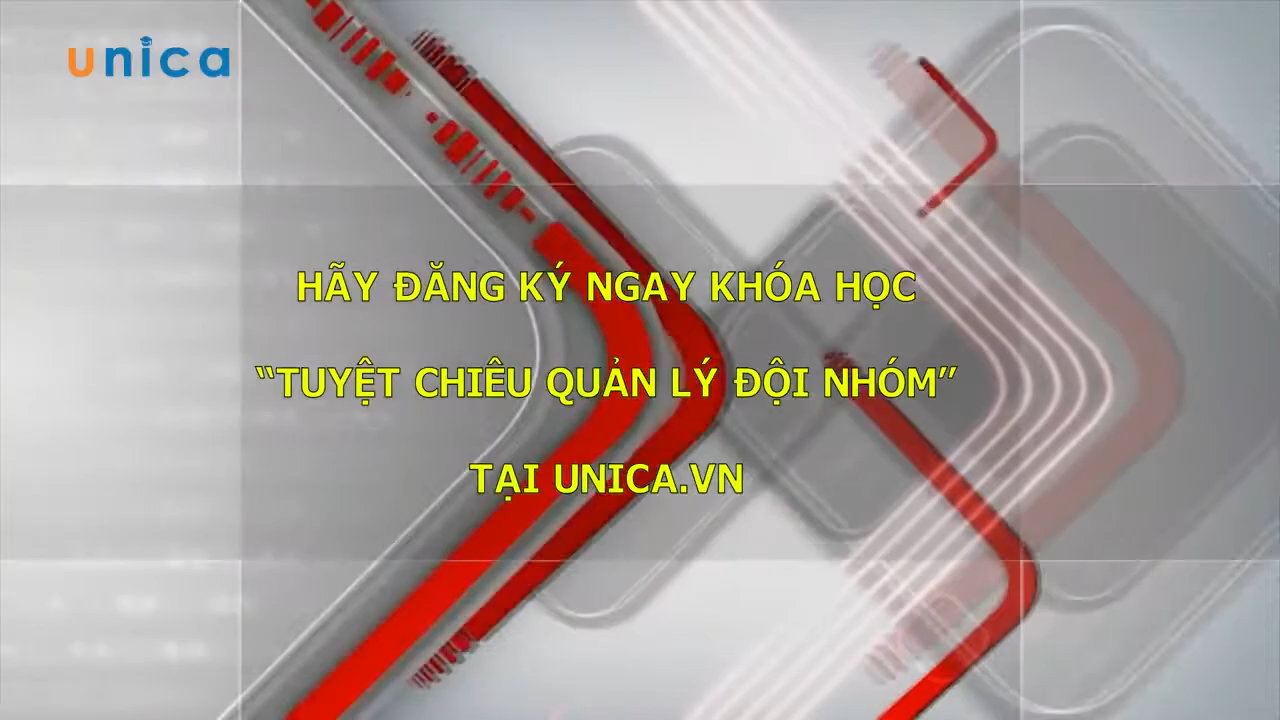 unica
HÃY ĐĂNG KÝ NGAY KHÓA HỌC
“TUYỆT CHIÊU QUẢN LÝ ĐỘI NHÓM”
TẠI UNICA.VN